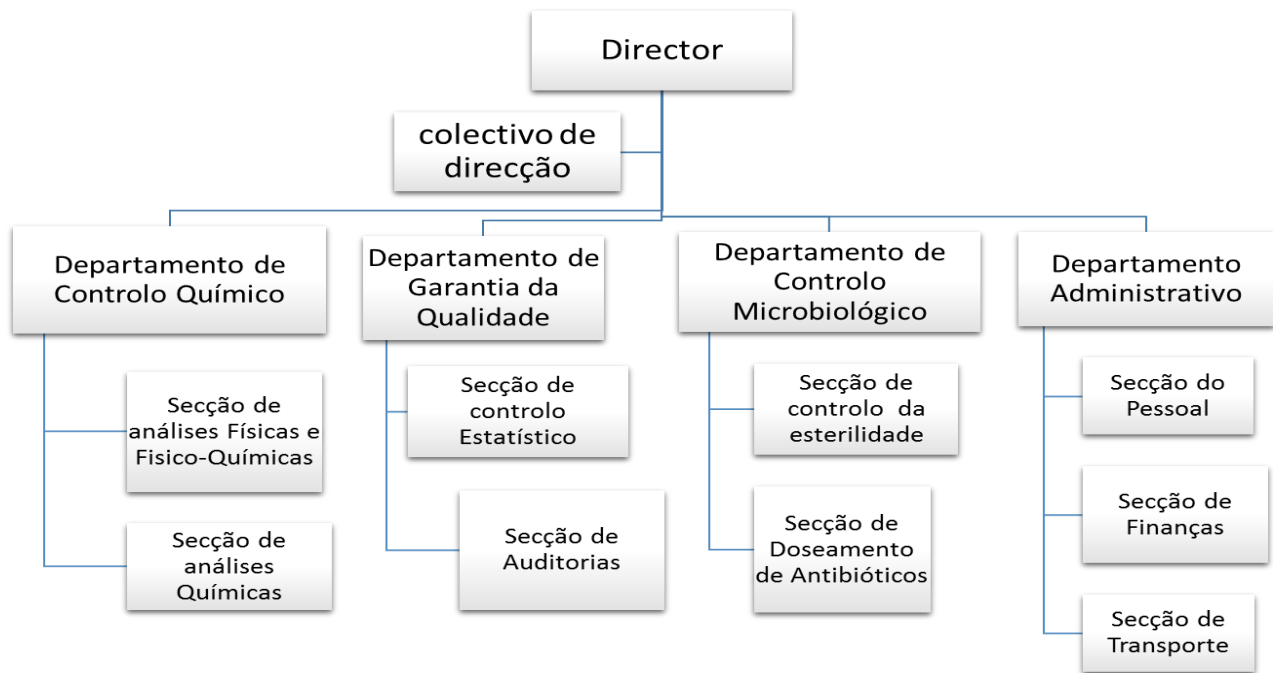 Director
colectivo de
direcção
Departamento de
Controlo Químico
Secção de
análises Físicas e
Fisico-Químicas
Secção de
análises
Químicas
Departamento de
Garantia da
Qualidade
Secção de
controlo
Estatístico
Secção de
Auditorias
Departamento de
Controlo
Microbiológico
Secção de
controlo da
esterilidade
Secção de
Doseamento
de Antibióticos
Departamento
Administrativo
Secção do
Pessoal
Secção de
Finanças
Secção de
Transporte